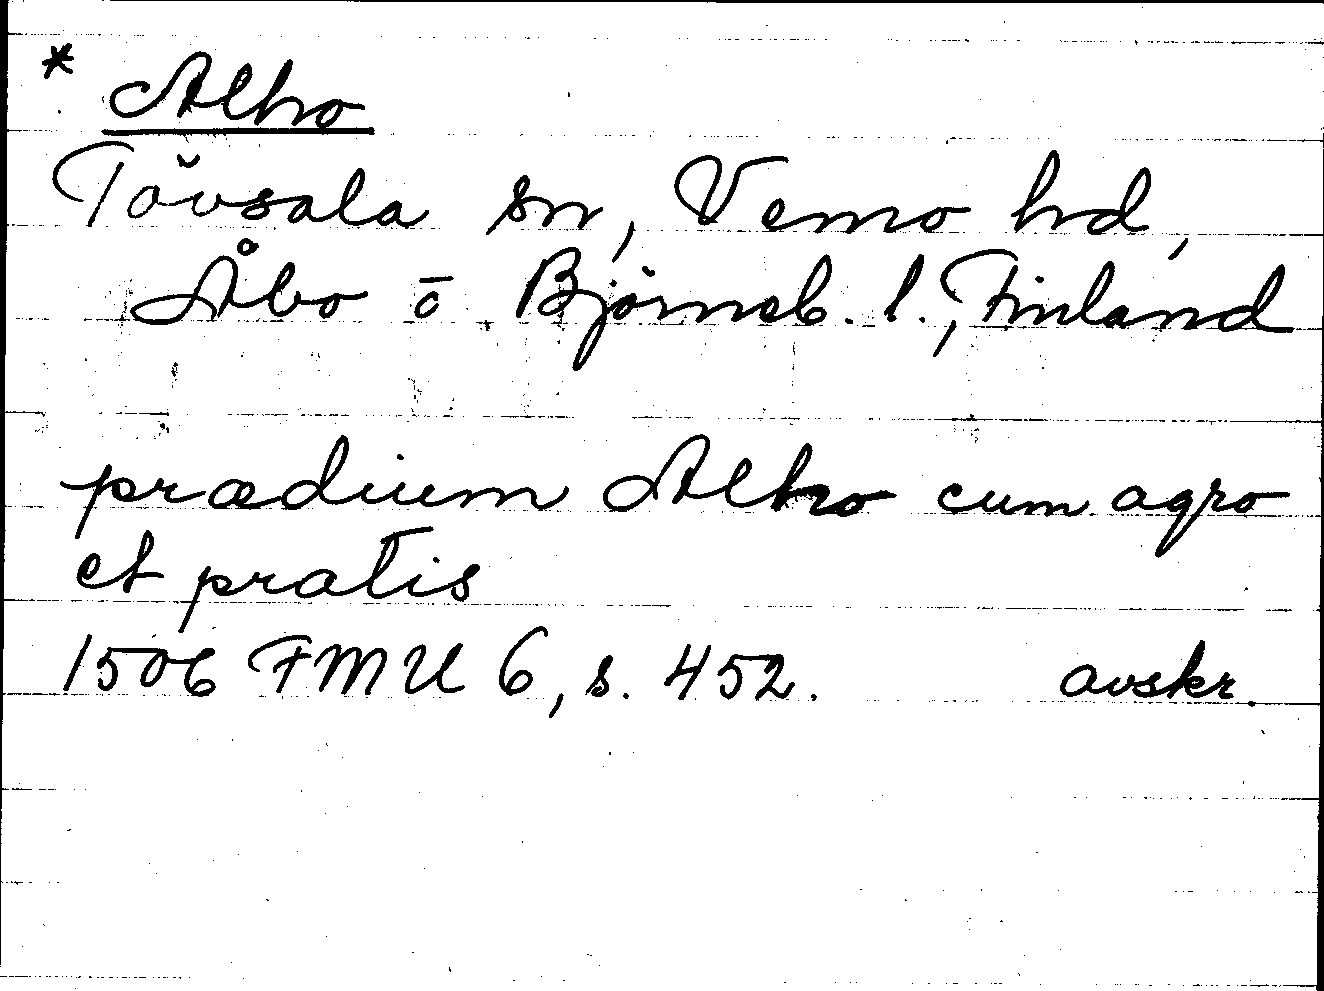 * Alho
Tövsala sn, Vemo hd,
Åbo o Björneb. l., Finland
prædium Alho cum agro
et pratis
1506 FMU 6, s. 452. avskr.